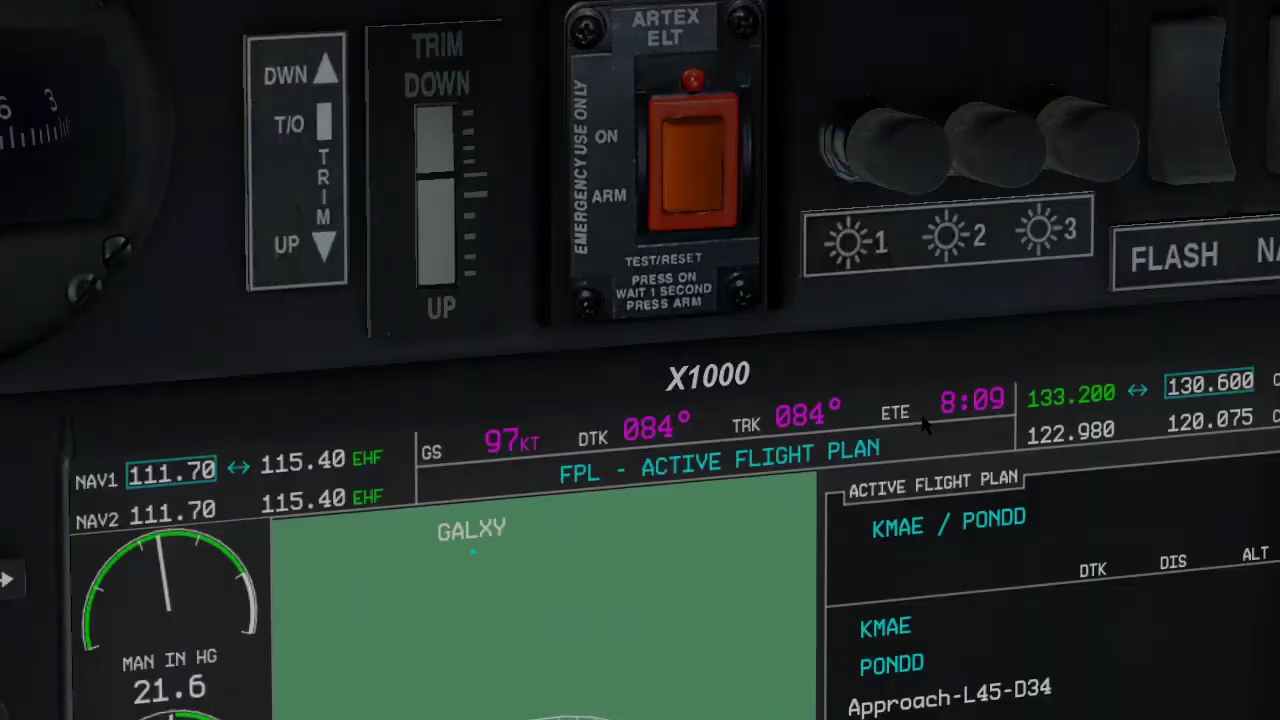 6 3
DWN
T/O
TRIM
UP
TRIM
DOWN
UP
ARTEX
ELT
EMERGENCY USE ONLY
ON
ARM
TEST/RESET
PRESS ON
WAIT 1 SECOND
PRESS ARM
1 2 3
FLASH
X1000
NAV1 111.70 ↔ 115.40 EHF
NAV2 111.70 115.40 EHF
GS 97KT DTK 084° TRK 084° ETE 8:09
FPL - ACTIVE FLIGHT PLAN
133.200 ↔ 130.600
122.980 120.075
GALXY
MAN IN HG
21.6
ACTIVE FLIGHT PLAN
KMAE / PONDD
DTK DIS ALT
KMAE
PONDD
Approach-L45-D34